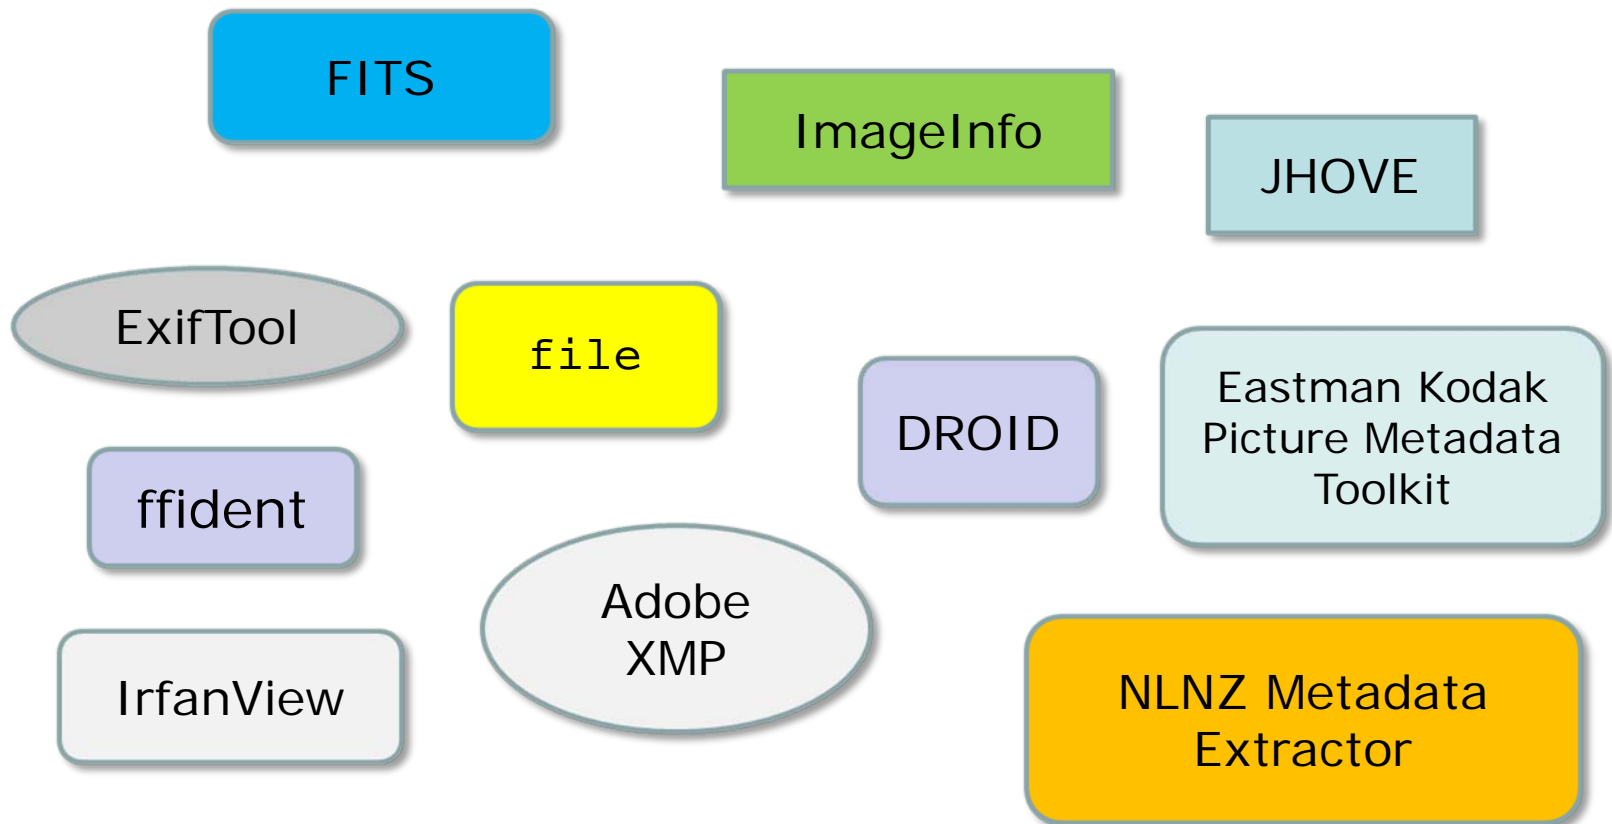 FITS
ImageInfo
JHOVE
ExifTool
file
DROID
Eastman Kodak
Picture Metadata
Toolkit
ffident
Adobe
XMP
IrfanView
NLNZ Metadata
Extractor